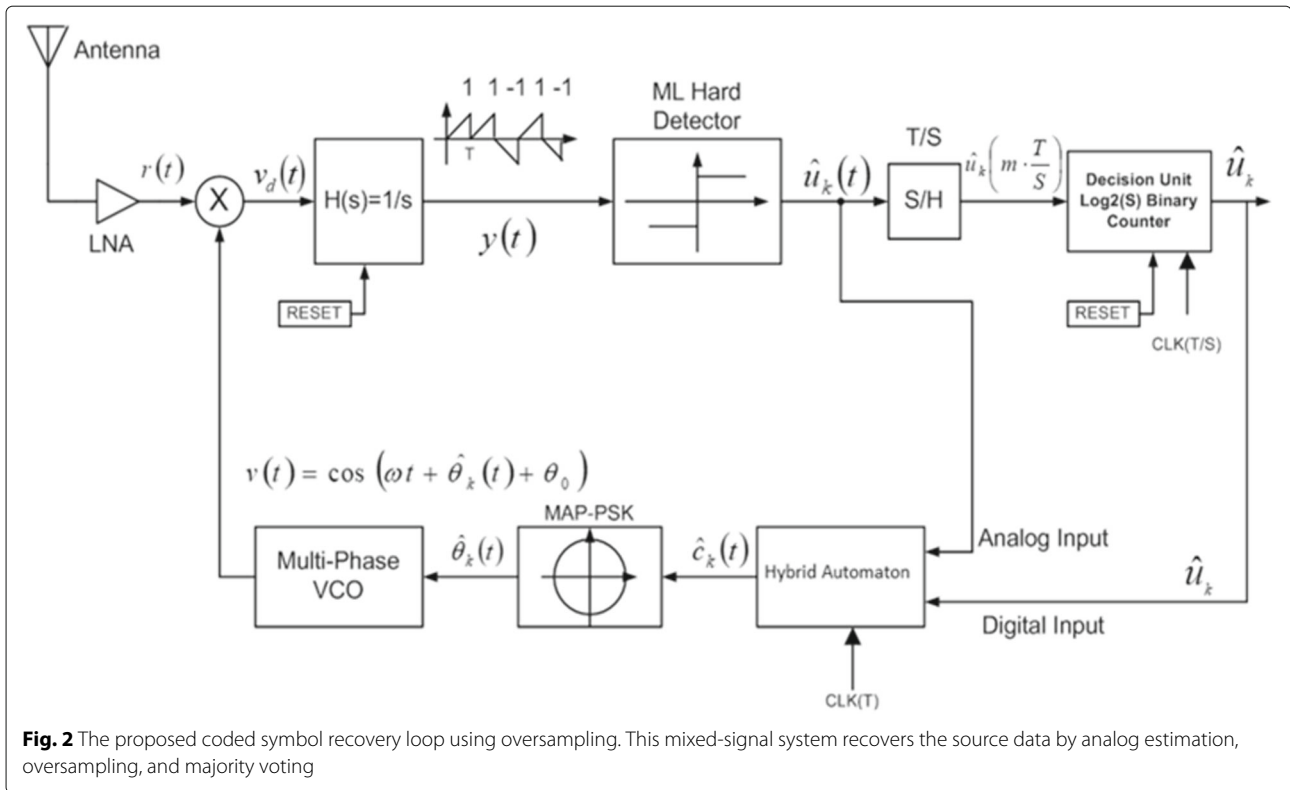 Antenna
LNA
r(t)
X
v_d(t)
H(s)=1/s
RESET
1 1 -1 1 -1
T
y(t)
ML Hard
Detector
û_k(t)
T/S
S/H
û_k(m · T/S)
Decision Unit
Log2(S) Binary
Counter
û_k
RESET
CLK(T/S)
v(t) = cos (ωt + θ̂_k(t) + θ_0)
Multi-Phase
VCO
θ̂_k(t)
MAP-PSK
ĉ_k(t)
Hybrid Automaton
Analog Input
û_k
Digital Input
CLK(T)
Fig. 2 The proposed coded symbol recovery loop using oversampling. This mixed-signal system recovers the source data by analog estimation,
oversampling, and majority voting